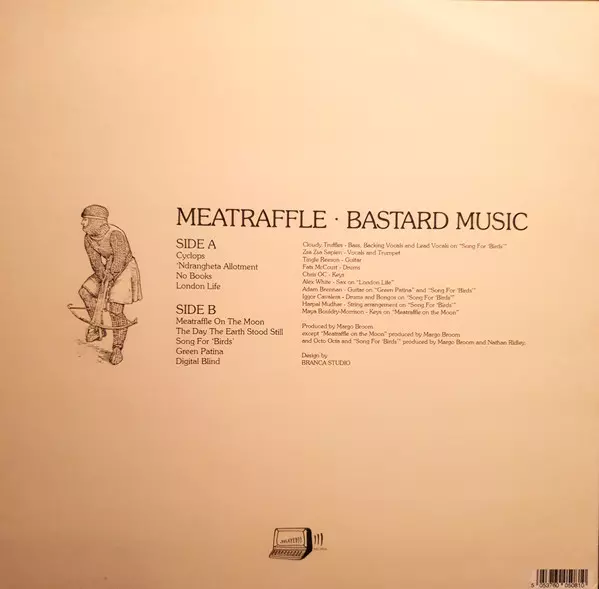 MEATRAFFLE · BASTARD MUSIC
SIDE A
Cyclops
'Ndrangheta Allotment
No Books
London Life
SIDE B
Meatraffle On The Moon
The Day The Earth Stood Still
Song For 'Birds'
Green Patina
Digital Blind
Cloudy Truffles - Bass, Backing Vocals and Lead Vocals on "Song For 'Birds'"
Zsa Zsa Sapien - Vocals and Trumpet
Tingle Reinon - Guitar
Fats McCourt - Drums
Chris OC - Keys
Alex White - Sax on "London Life"
Adam Brennan - Guitar on "Green Patina" and "Song For 'Birds'"
Iggor Cavalera - Drums and Bongos on "Song For 'Birds'"
Harpal Mudhar - String arrangement on "Song For 'Birds'"
Maya Bouldry-Morrison - Keys on "Meatraffle on the Moon"
Produced by Margo Broom
except "Meatraffle on the Moon" produced by Margo Broom
and Octo Octa and "Song For 'Birds'" produced by Margo Broom and Nathan Ridley.
Design by
BRANCA STUDIO
5 053760 050810